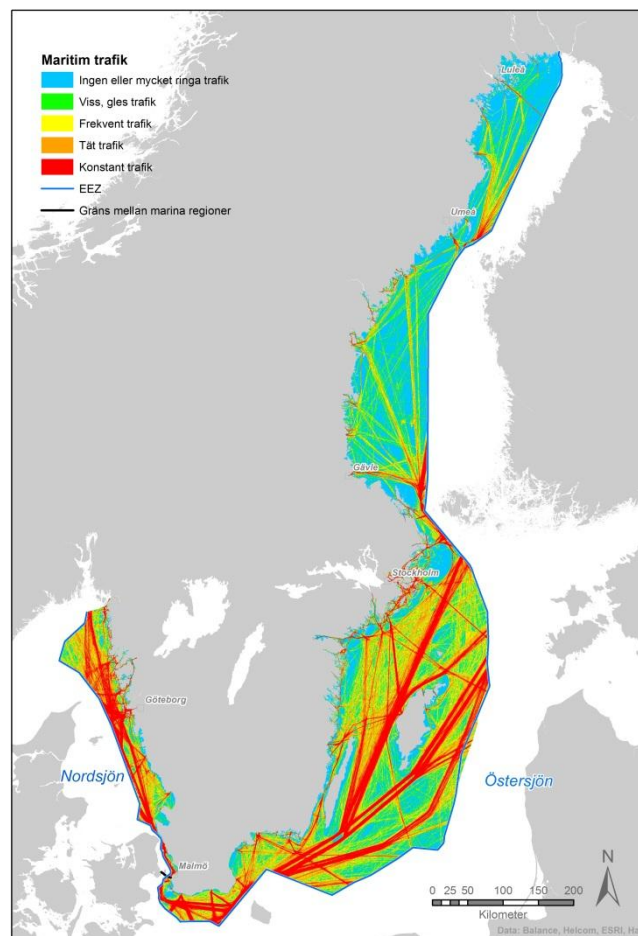 Maritim trafik
Ingen eller mycket ringa trafik
Viss, gles trafik
Frekvent trafik
Tät trafik
Konstant trafik
EEZ
Gräns mellan marina regioner
Luleå
Umeå
Gävle
Stockholm
Göteborg
Nordsjön
Östersjön
Malmö
N
0 25 50 100 150 200
Kilometer
Data: Balance, Helcom, ESRI, Ha